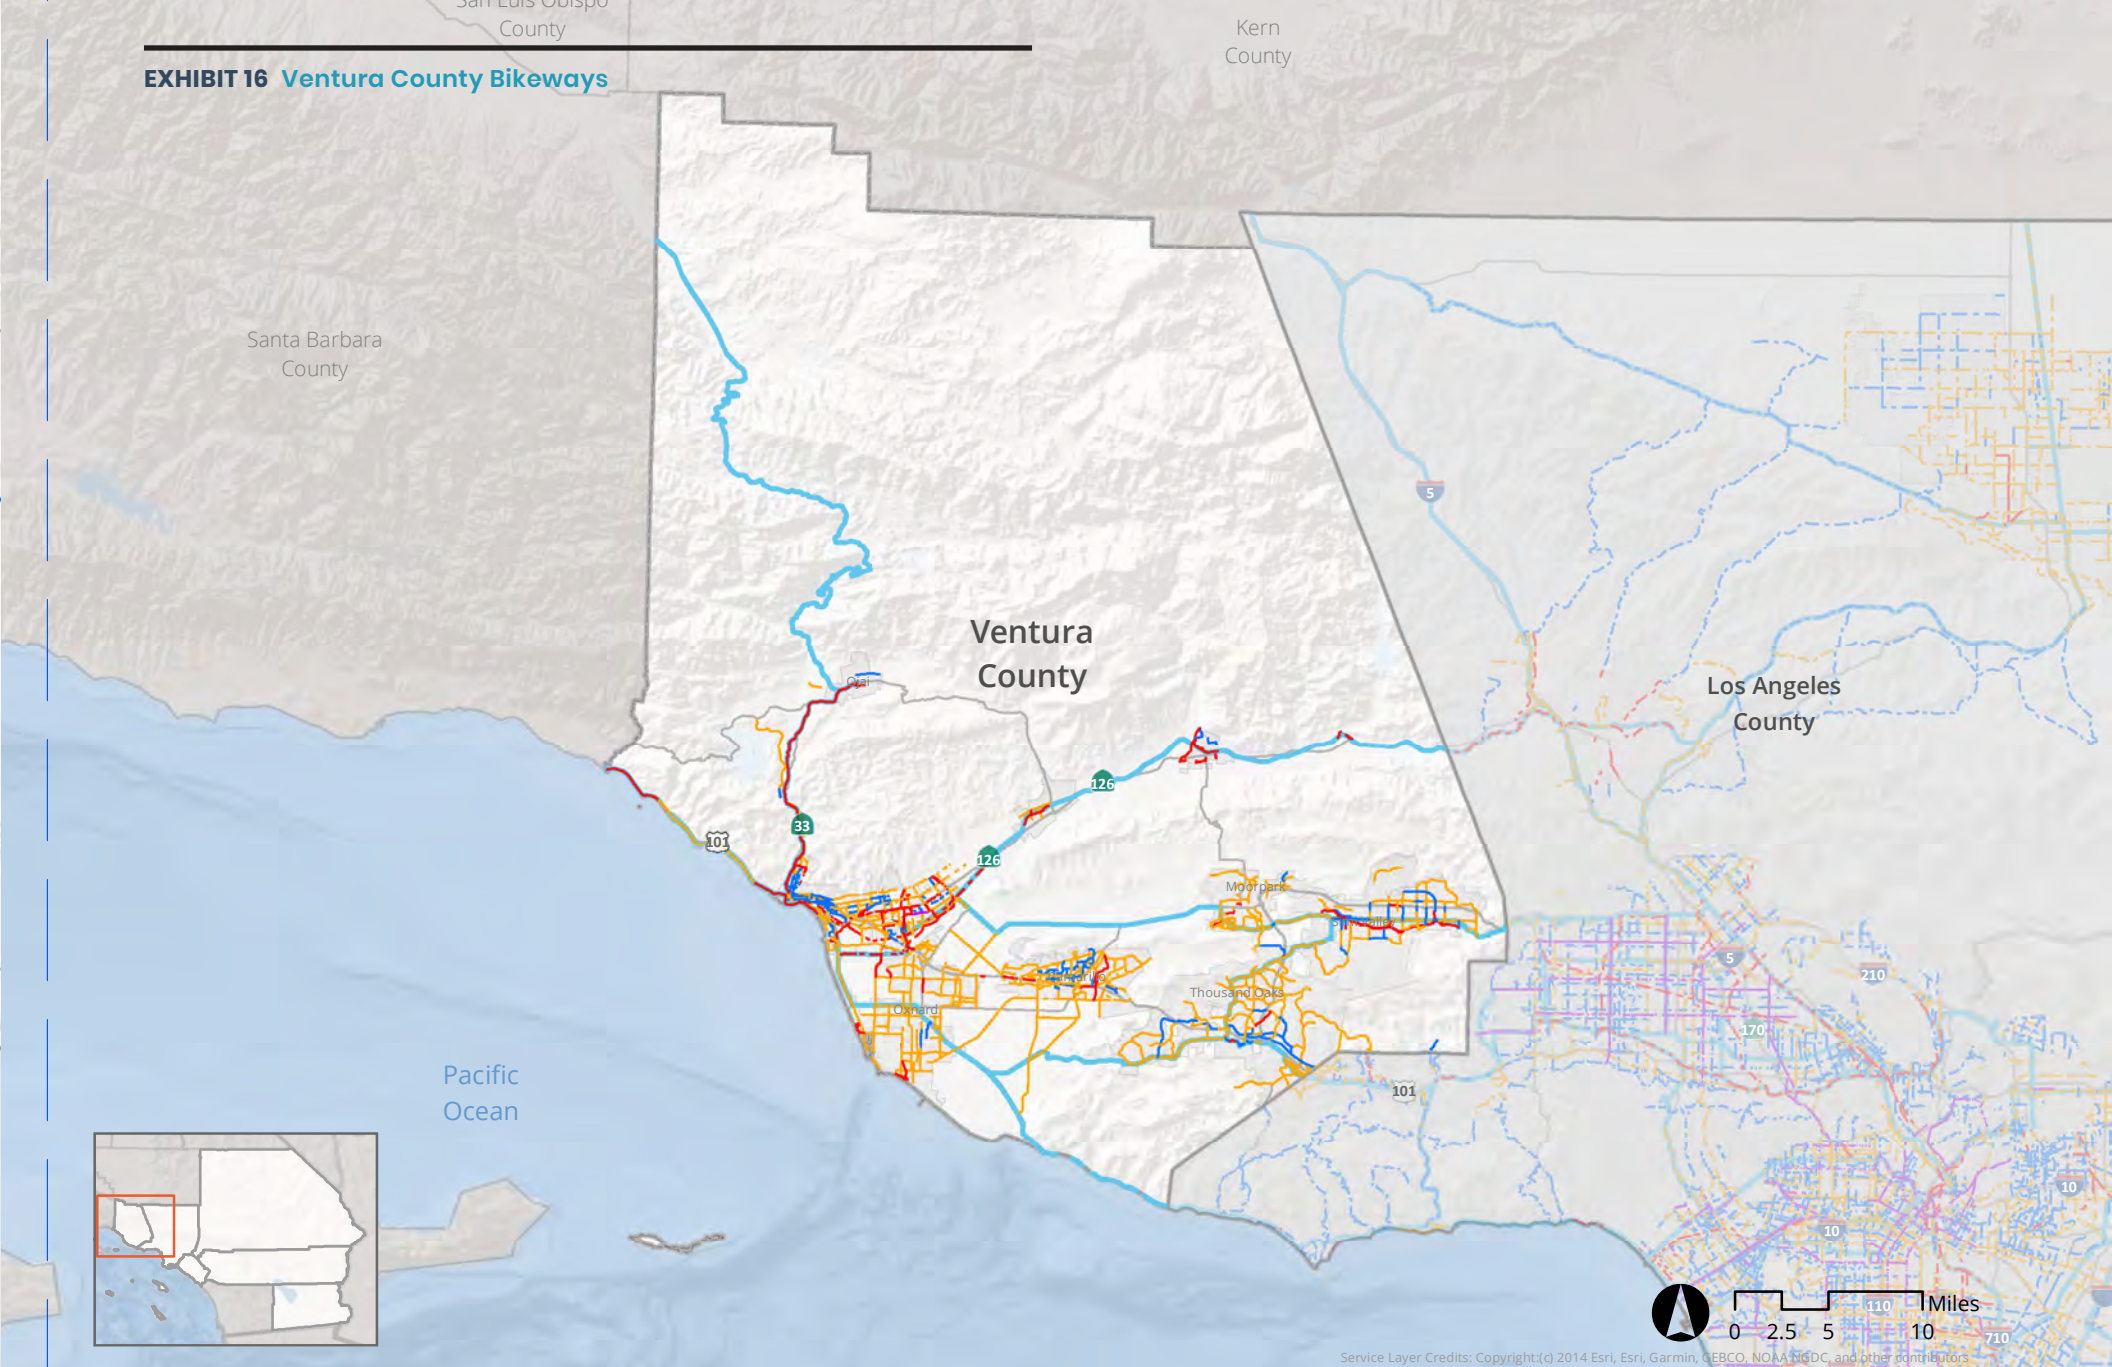 San Luis Obispo
County
Kern
County
EXHIBIT 16 Ventura County Bikeways
Santa Barbara
County
5
Ventura
County
Ojai
Los Angeles
County
126
33
101
126
Moorpark
5
210
Thousand Oaks
Oxnard
170
Pacific
Ocean
101
10
10
110
Miles
0 2.5 5 10
710
Service Layer Credits: Copyright:(c) 2014 Esri, Esri, Garmin, GEBCO, NOAA NGDC, and other contributors